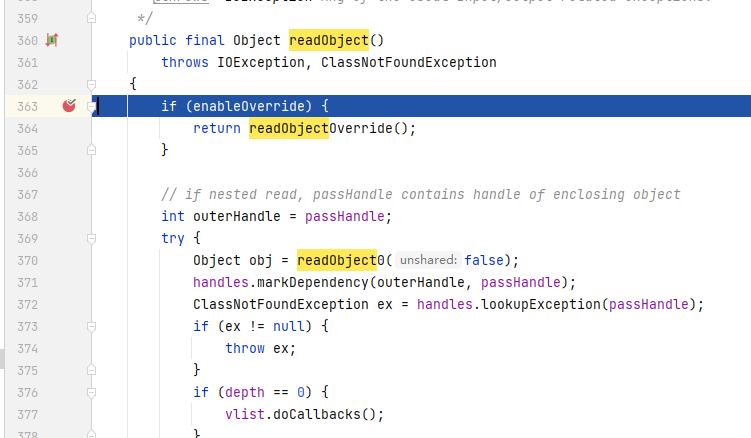 359 */
360 public final Object readObject()
361 throws IOException, ClassNotFoundException
362 {
363 if (enableOverride) {
364 return readObjectOverride();
365 }
366
367 // if nested read, passHandle contains handle of enclosing object
368 int outerHandle = passHandle;
369 try {
370 Object obj = readObject0( unshared: false);
371 handles.markDependency(outerHandle, passHandle);
372 ClassNotFoundException ex = handles.lookupException(passHandle);
373 if (ex != null) {
374 throw ex;
375 }
376 if (depth == 0) {
377 vlist.doCallbacks();
378 }